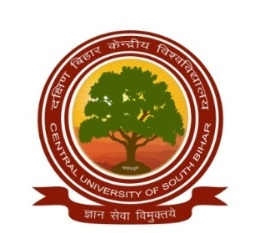 दक्षिण बिहार केन्द्रीय विश्वविद्यालय
CENTRAL UNIVERSITY OF SOUTH BIHAR
ज्ञान सेवा विमुक्तये